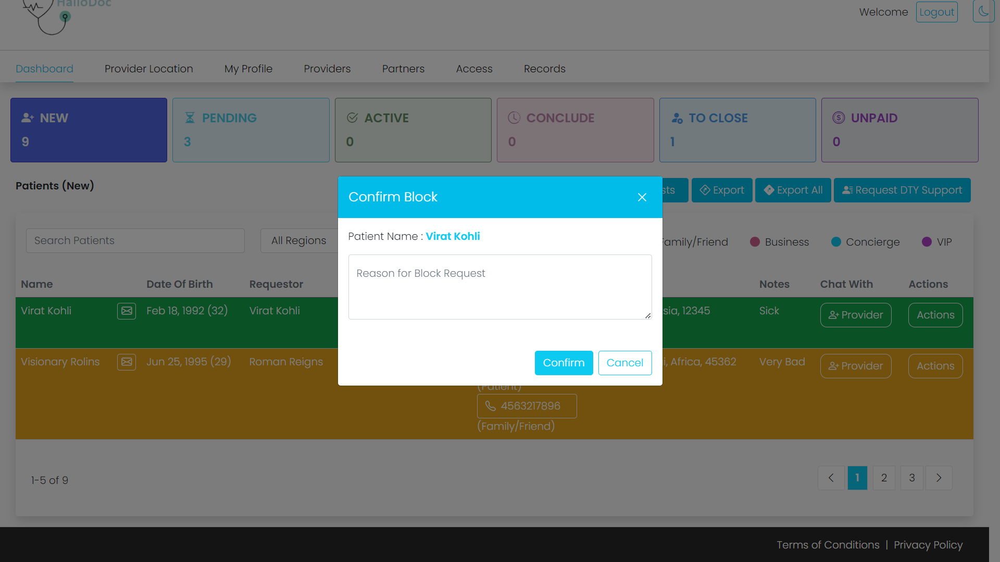 HalloDoc
Welcome Logout
Dashboard Provider Location My Profile Providers Partners Access Records
NEW
9
PENDING
3
ACTIVE
0
CONCLUDE
0
TO CLOSE
1
UNPAID
0
Patients (New)
sts Export Export All Request DTY Support
Search Patients All Regions Family/Friend Business Concierge VIP
Name Date Of Birth Requestor Notes Chat With Actions
Virat Kohli Feb 18, 1992 (32) Virat Kohli sia, 12345 Sick Provider Actions
Visionary Rolins Jun 25, 1995 (29) Roman Reigns i, Africa, 45362 Very Bad Provider Actions
(Patient)
4563217896
(Family/Friend)
Confirm Block
Patient Name : Virat Kohli
Reason for Block Request
Confirm Cancel
1-5 of 9
1 2 3
Terms of Conditions | Privacy Policy